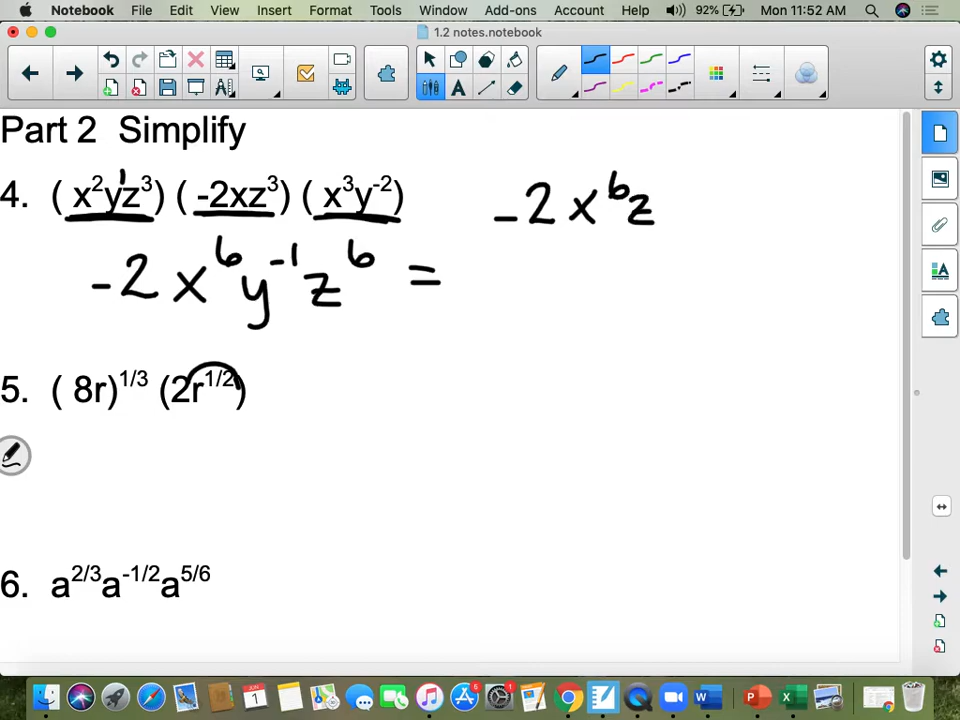 Notebook File Edit View Insert Format Tools Window Add-ons Account Help 92% Mon 11:52 AM
1.2 notes.notebook
Part 2 Simplify
4. ( x²y¹z³) ( -2xz³) ( x³y⁻²) -2x⁶z
-2x⁶y⁻¹z⁶ =
5. ( 8r)^1/3 (2r^1/2)
6. a^2/3a^-1/2a^5/6